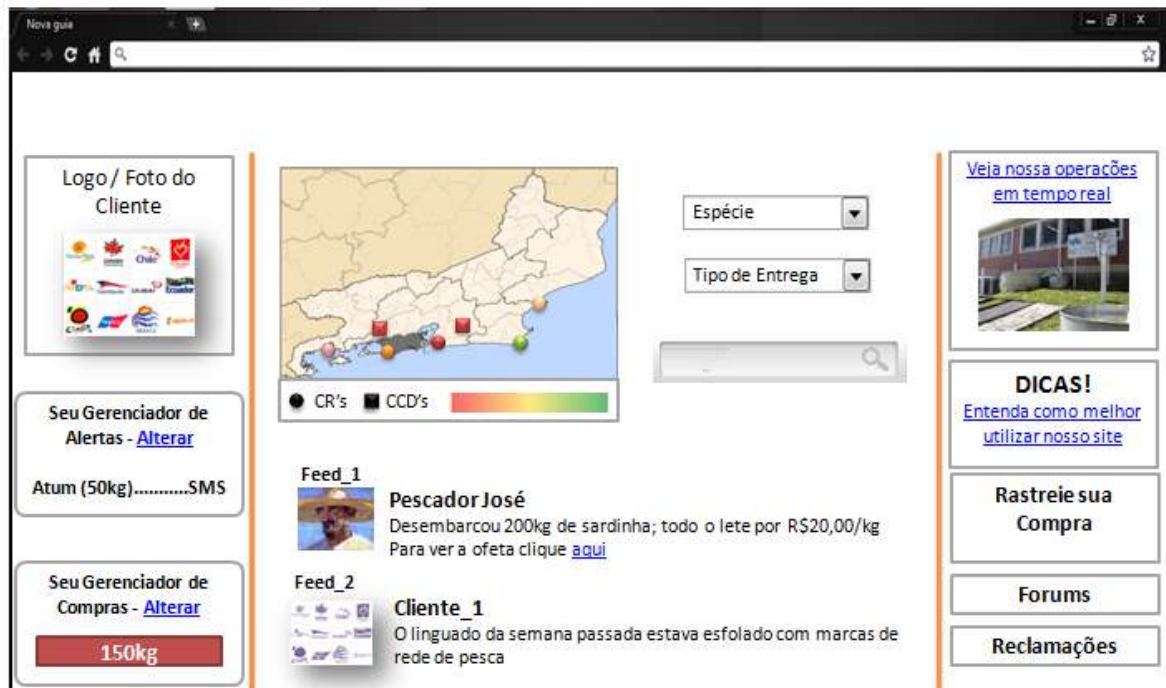 Nova guia
Logo / Foto do
Cliente
Chile
Ecuador
Seu Gerenciador de
Alertas - Alterar
Atum (50kg)...........SMS
Seu Gerenciador de
Compras - Alterar
150kg
CR's
CCD's
Espécie
Tipo de Entrega
Feed_1
Pescador José
Desembarcou 200kg de sardinha; todo o lete por R$20,00/kg
Para ver a ofeta clique aqui
Feed_2
Cliente_1
O linguado da semana passada estava esfolado com marcas de
rede de pesca
Veja nossa operações
em tempo real
DICAS!
Entenda como melhor
utilizar nosso site
Rastreie sua
Compra
Forums
Reclamações